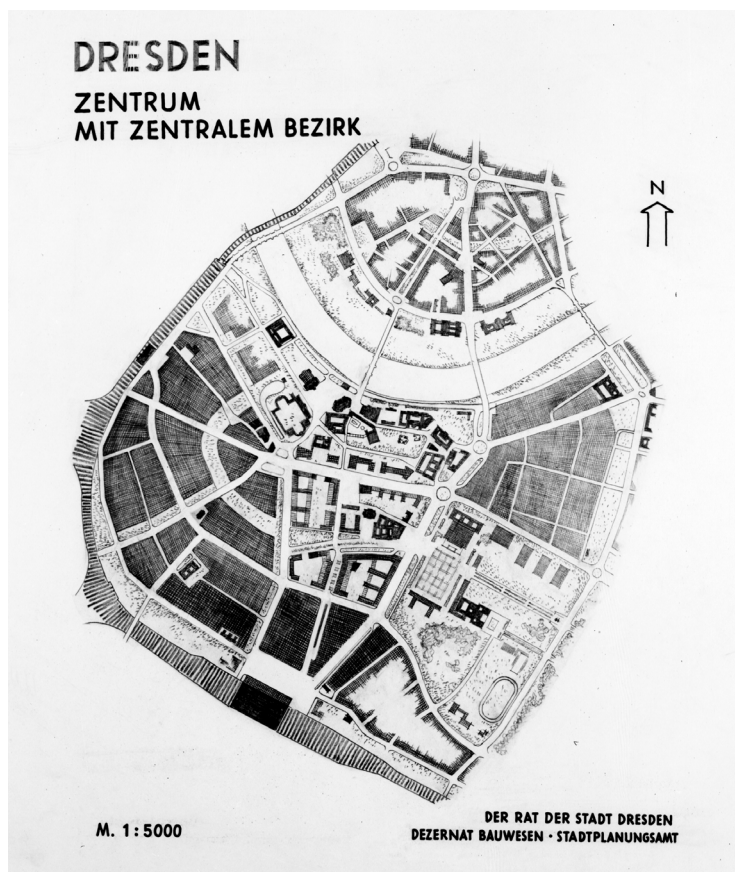 DRESDEN
ZENTRUM
MIT ZENTRALEM BEZIRK
N
M. 1:5000
DER RAT DER STADT DRESDEN
DEZERNAT BAUWESEN · STADTPLANUNGSAMT